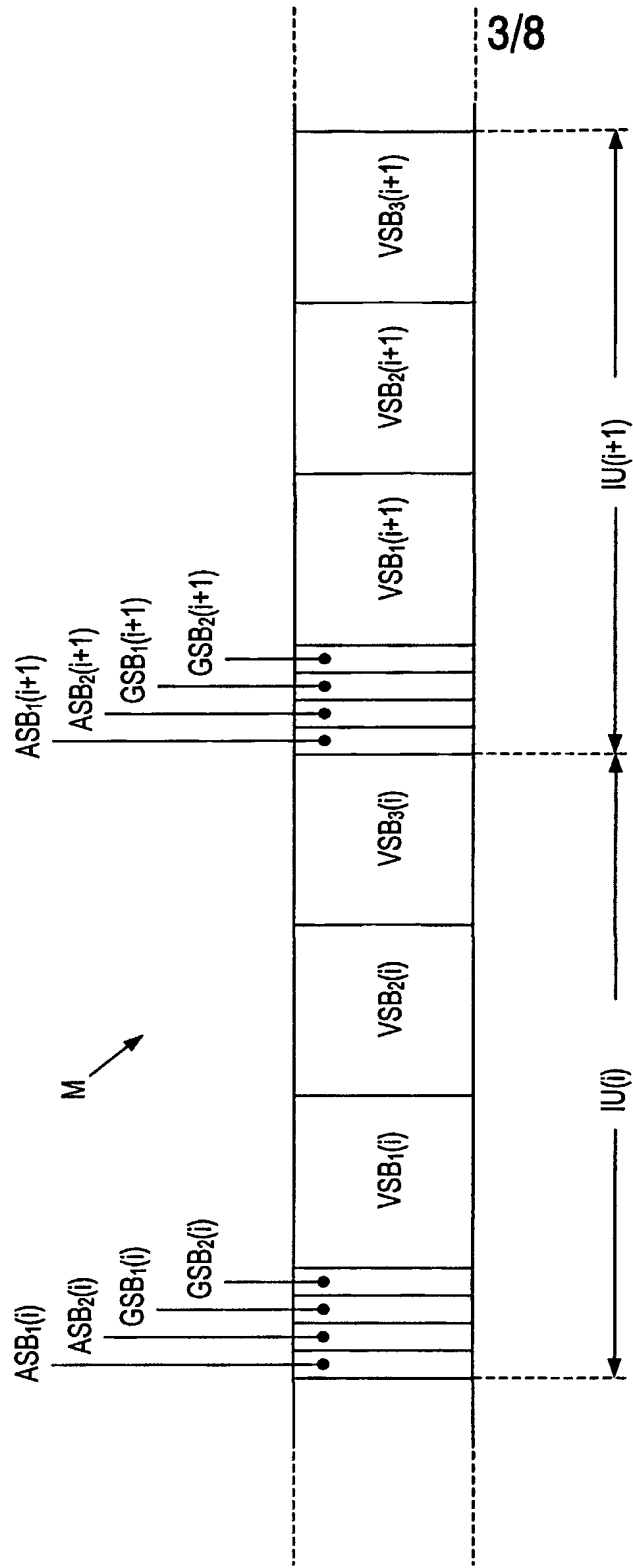 3/8
M
ASB₁(i)
ASB₂(i)
GSB₁(i)
GSB₂(i)
ASB₁(i+1)
ASB₂(i+1)
GSB₁(i+1)
GSB₂(i+1)
VSB₁(i)
VSB₂(i)
VSB₃(i)
VSB₁(i+1)
VSB₂(i+1)
VSB₃(i+1)
IU(i)
IU(i+1)